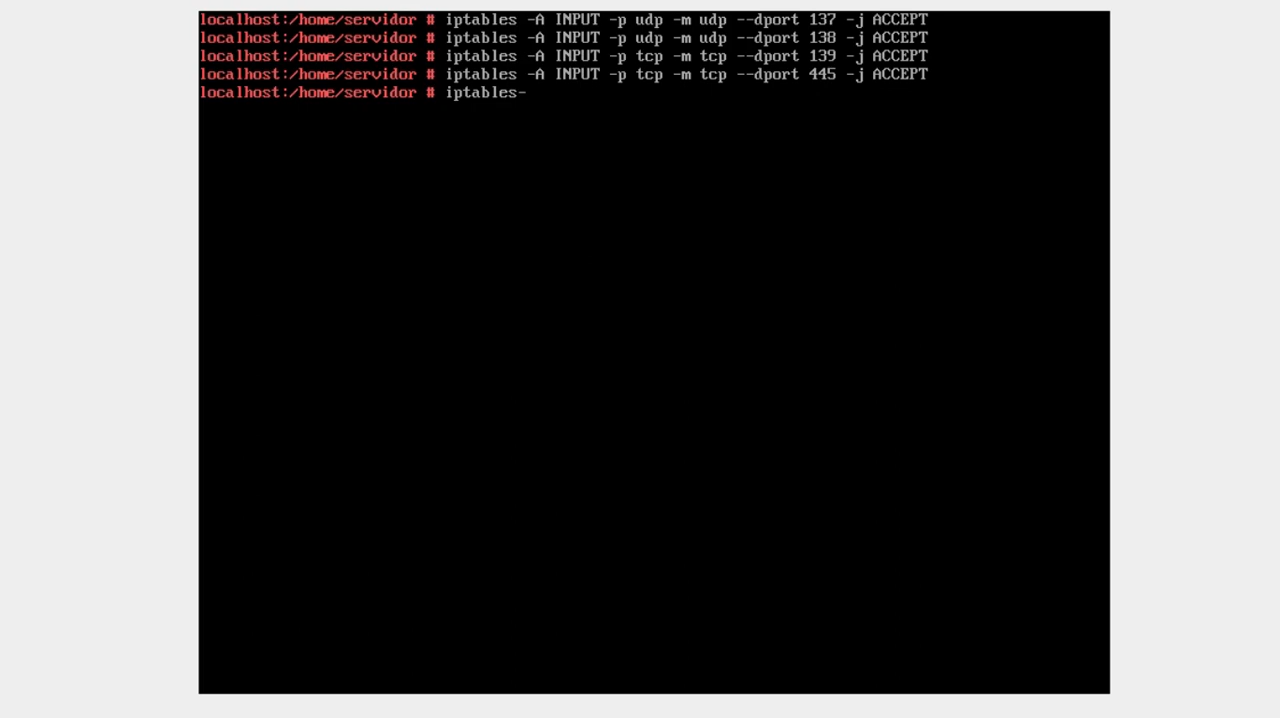 localhost:/home/servidor # iptables -A INPUT -p udp -m udp --dport 137 -j ACCEPT
localhost:/home/servidor # iptables -A INPUT -p udp -m udp --dport 138 -j ACCEPT
localhost:/home/servidor # iptables -A INPUT -p tcp -m tcp --dport 139 -j ACCEPT
localhost:/home/servidor # iptables -A INPUT -p tcp -m tcp --dport 445 -j ACCEPT
localhost:/home/servidor # iptables-